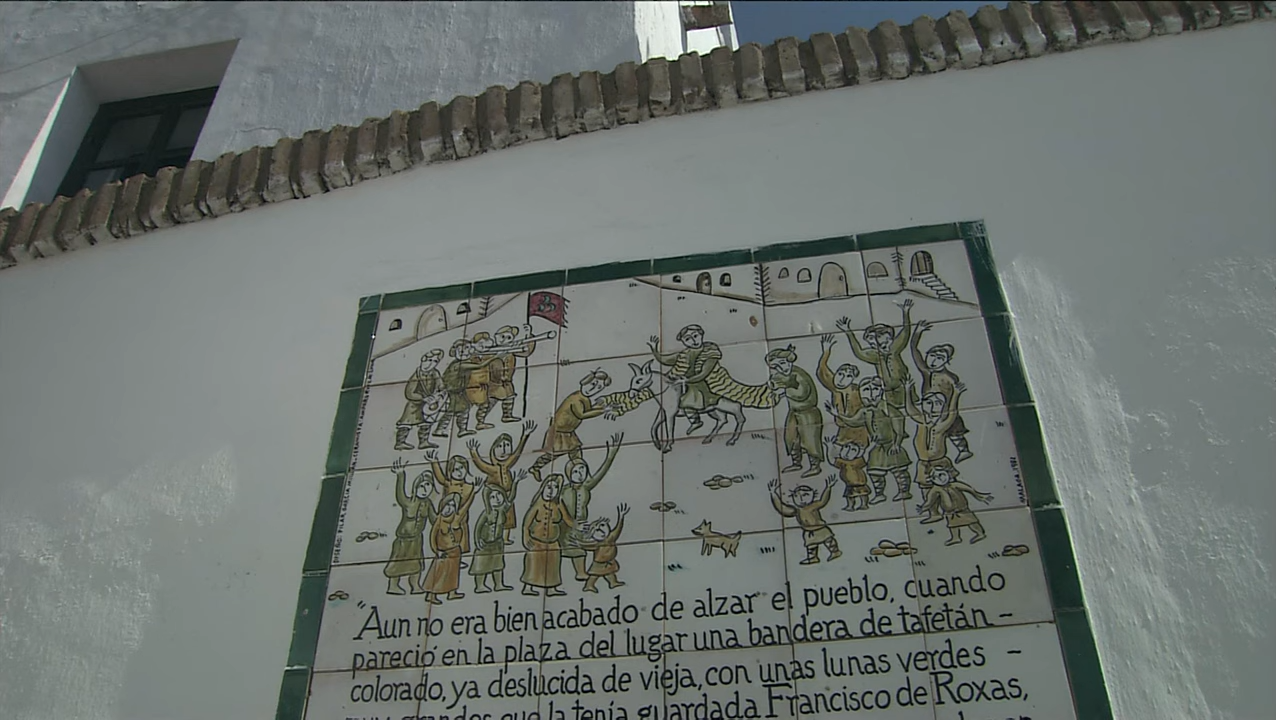 "Aun no era bien acabado de alzar el pueblo, cuando
pareció en la plaza del lugar una bandera de tafetán -
colorado, ya deslucida de vieja, con unas lunas verdes -
que la tenía guardada Francisco de Roxas,